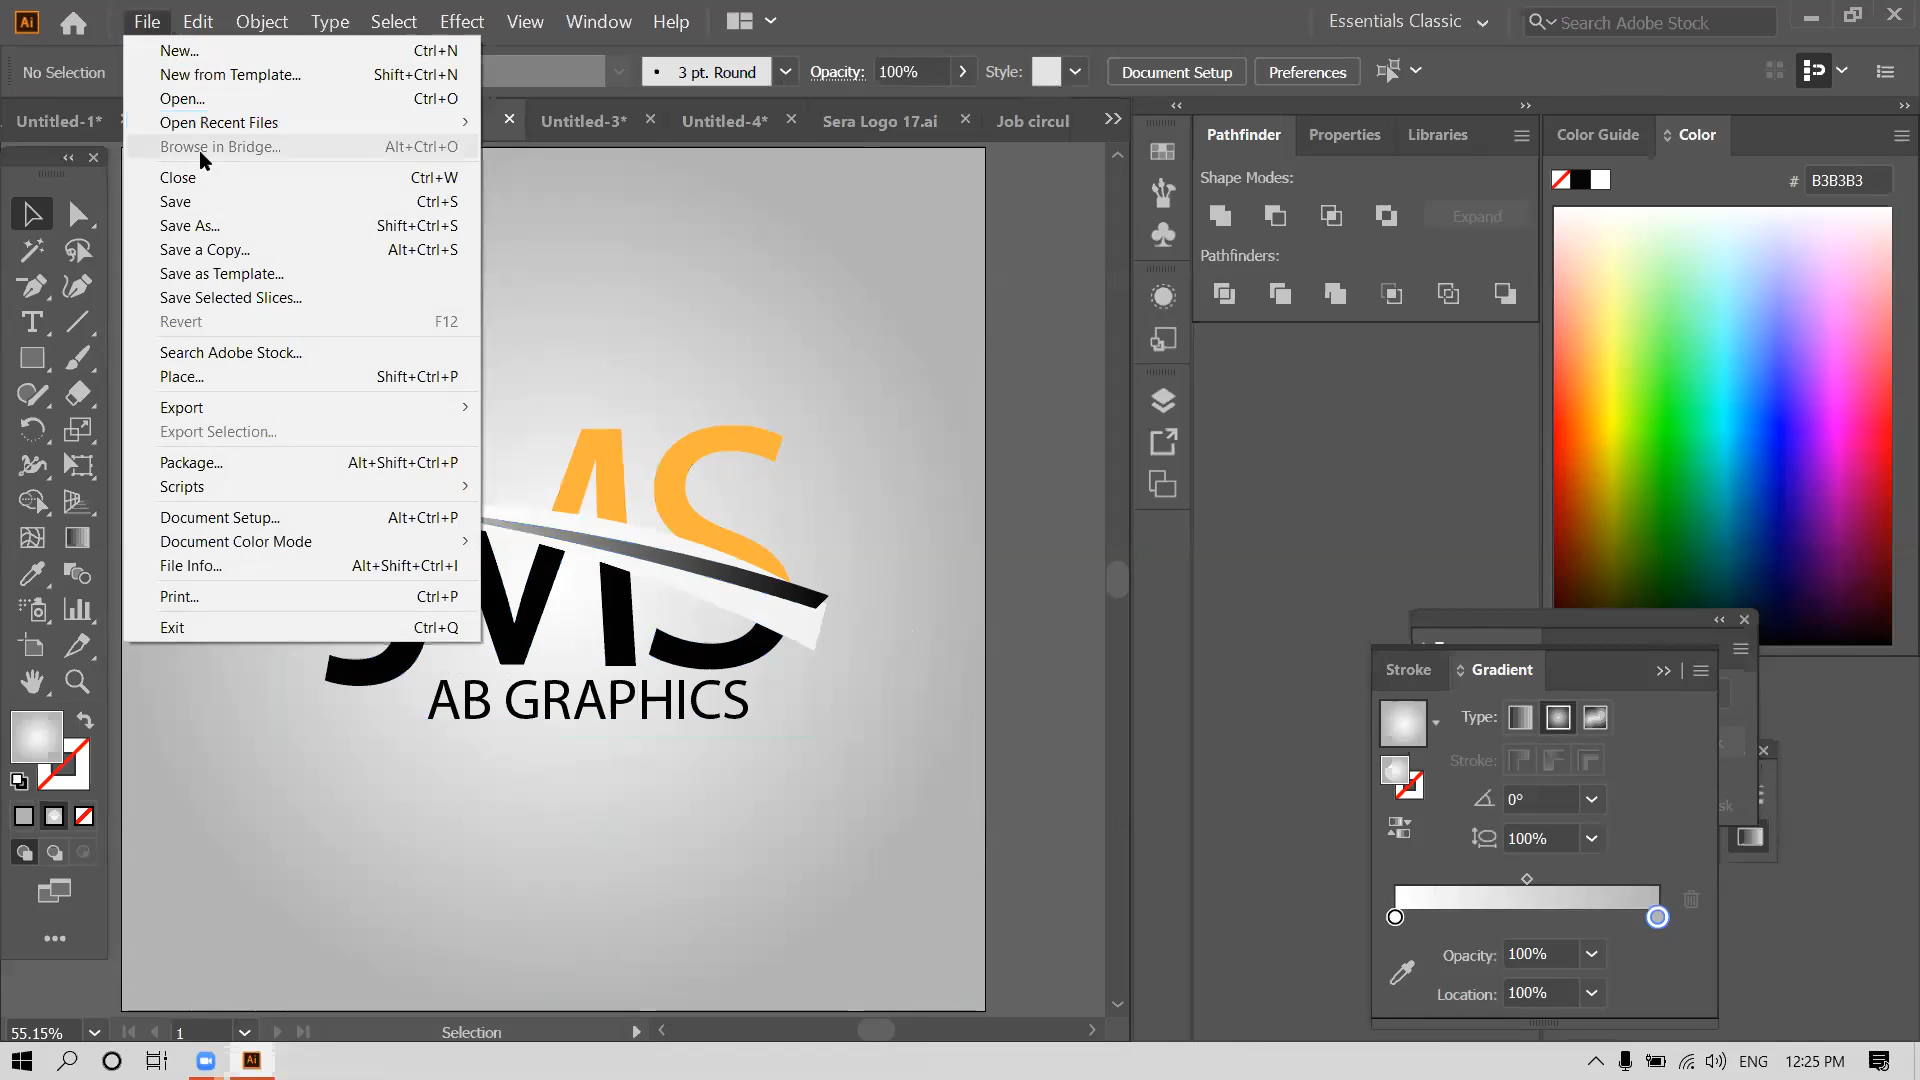 Ai File Edit Object Type Select Effect View Window Help Essentials Classic Search Adobe Stock
No Selection 3 pt. Round Opacity: 100% Style: Document Setup Preferences
Untitled-1* Untitled-3* Untitled-4* Sera Logo 17.ai Job circul
New... Ctrl+N
New from Template... Shift+Ctrl+N
Open... Ctrl+O
Open Recent Files
Browse in Bridge... Alt+Ctrl+O
Close Ctrl+W
Save Ctrl+S
Save As... Shift+Ctrl+S
Save a Copy... Alt+Ctrl+S
Save as Template...
Save Selected Slices...
Revert F12
Search Adobe Stock...
Place... Shift+Ctrl+P
Export
Export Selection...
Package... Alt+Shift+Ctrl+P
Scripts
Document Setup... Alt+Ctrl+P
Document Color Mode
File Info... Alt+Shift+Ctrl+I
Print... Ctrl+P
Exit Ctrl+Q
SMS
AB GRAPHICS
Pathfinder Properties Libraries
Shape Modes:
Expand
Pathfinders:
Color Guide Color
# B3B3B3
Stroke Gradient
Type:
Stroke:
0°
100%
Opacity: 100%
Location: 100%
55.15% 1 Selection
Ai ENG 12:25 PM